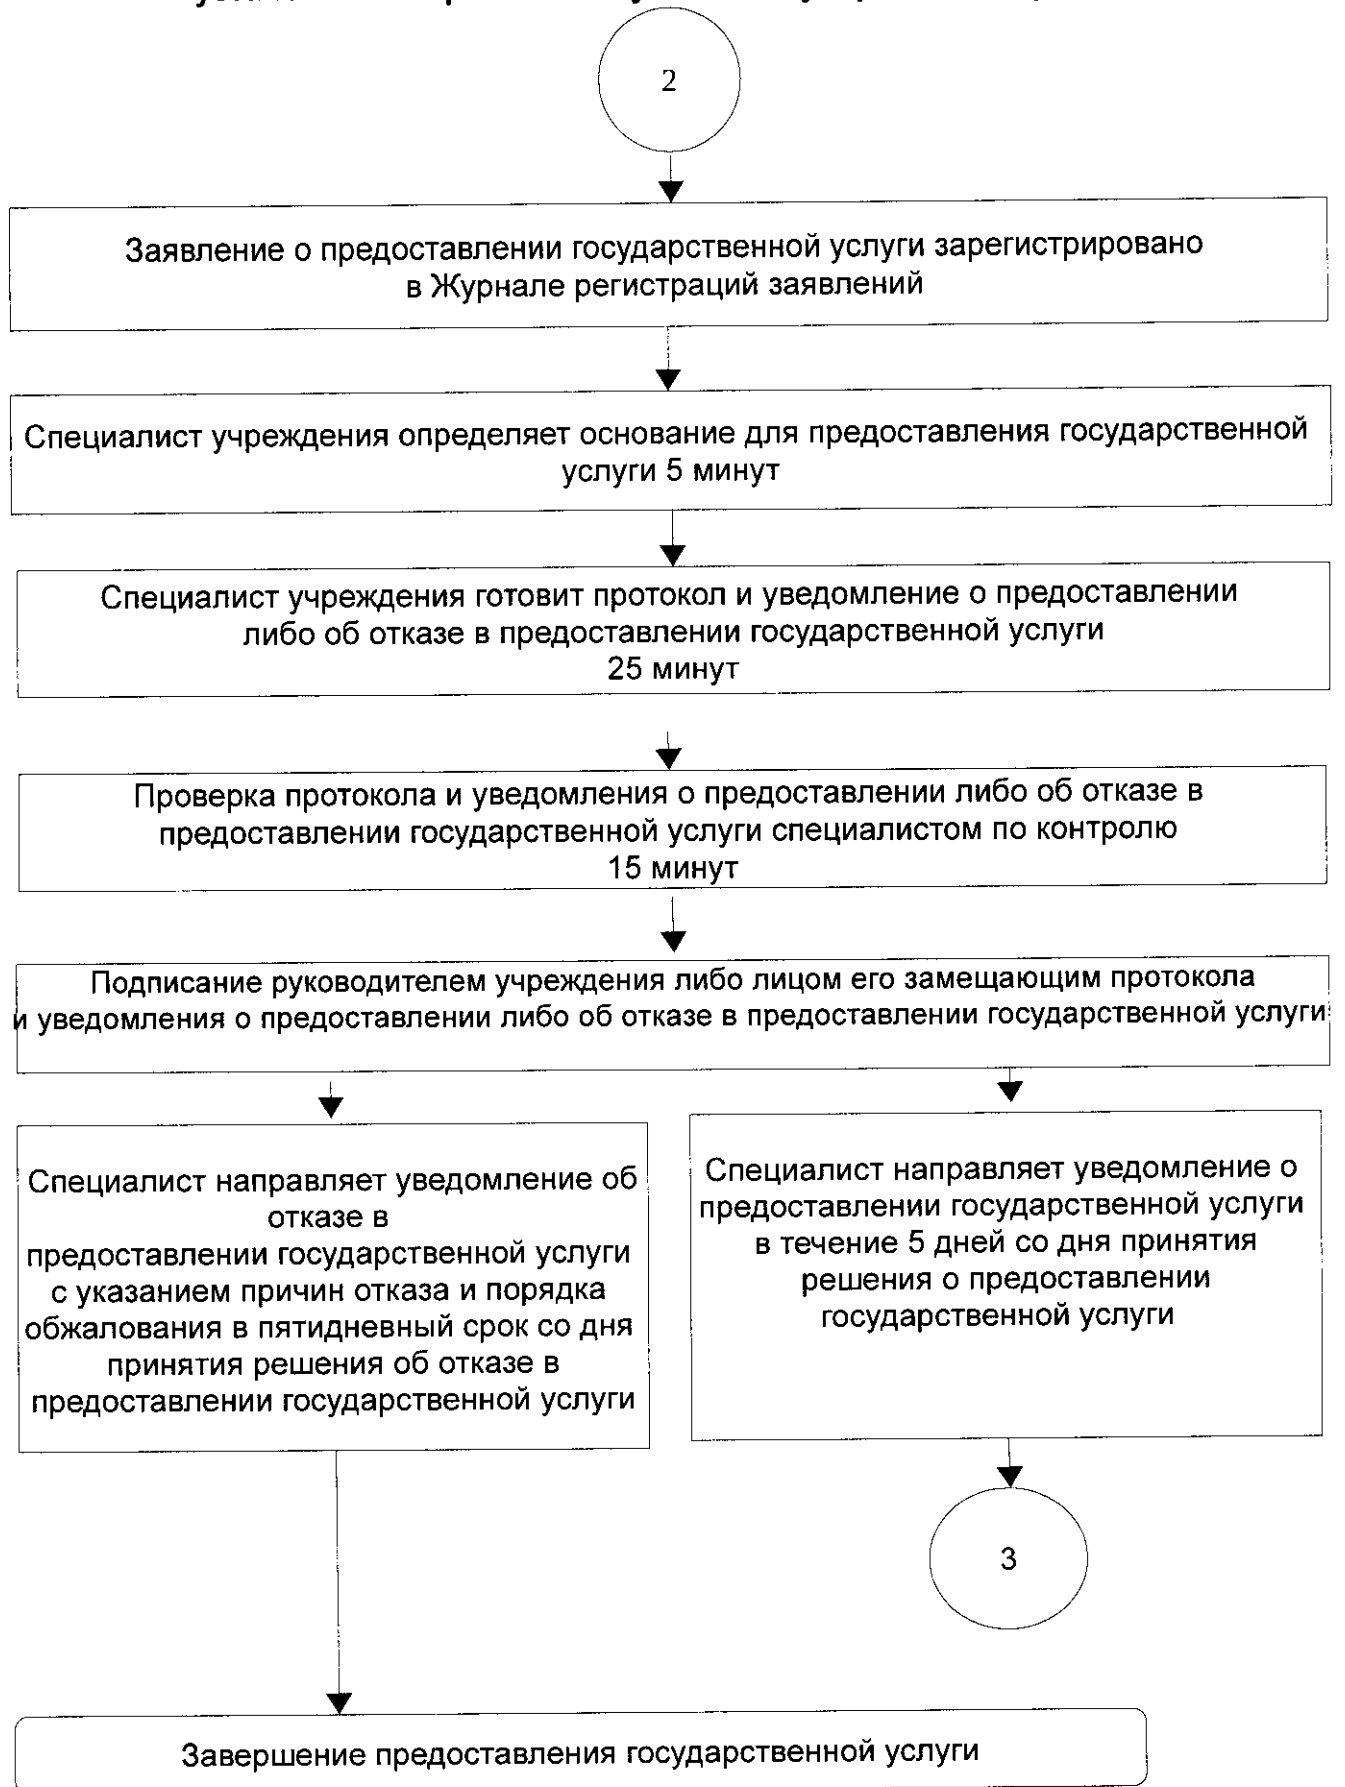 2
Заявление о предоставлении государственной услуги зарегистрировано
в Журнале регистраций заявлений
Специалист учреждения определяет основание для предоставления государственной
услуги 5 минут
Специалист учреждения готовит протокол и уведомление о предоставлении
либо об отказе в предоставлении государственной услуги
25 минут
Проверка протокола и уведомления о предоставлении либо об отказе в
предоставлении государственной услуги специалистом по контролю
15 минут
Подписание руководителем учреждения либо лицом его замещающим протокола
и уведомления о предоставлении либо об отказе в предоставлении государственной услуги
Специалист направляет уведомление об
отказе в
предоставлении государственной услуги
с указанием причин отказа и порядка
обжалования в пятидневный срок со дня
принятия решения об отказе в
предоставлении государственной услуги
Специалист направляет уведомление о
предоставлении государственной услуги
в течение 5 дней со дня принятия
решения о предоставлении
государственной услуги
3
Завершение предоставления государственной услуги